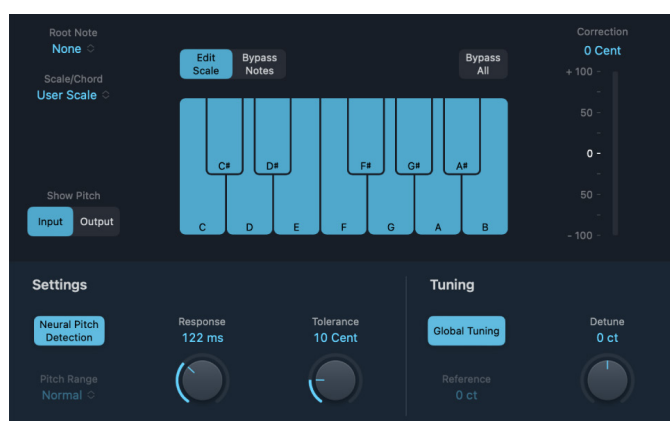 Root Note
None
Scale/Chord
User Scale
Show Pitch
Input Output
Edit
Scale
Bypass
Notes
Bypass
All
C# D# F# G# A#
C D E F G A B
Correction
0 Cent
+ 100 -
-
50 -
-
0 -
-
50 -
-
- 100 -
Settings
Neural Pitch
Detection
Pitch Range
Normal
Response
122 ms
Tolerance
10 Cent
Tuning
Global Tuning
Reference
0 ct
Detune
0 ct